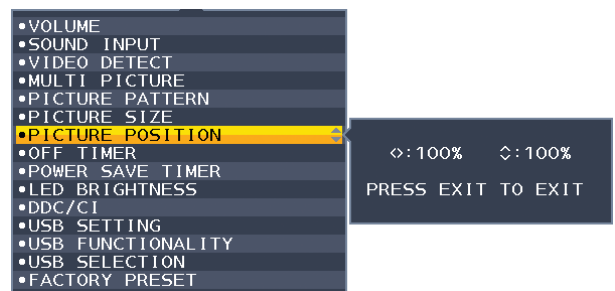 •VOLUME
•SOUND INPUT
•VIDEO DETECT
•MULTI PICTURE
•PICTURE PATTERN
•PICTURE SIZE
•PICTURE POSITION
•OFF TIMER
•POWER SAVE TIMER
•LED BRIGHTNESS
•DDC/CI
•USB SETTING
•USB FUNCTIONALITY
•USB SELECTION
•FACTORY PRESET
:100% :100%
PRESS EXIT TO EXIT